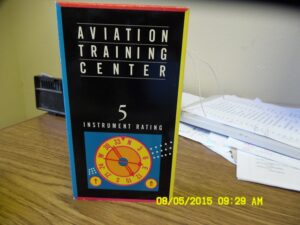 AVIATION
TRAINING
CENTER
5
INSTRUMENT RATING
08/05/2015 09:29 AM